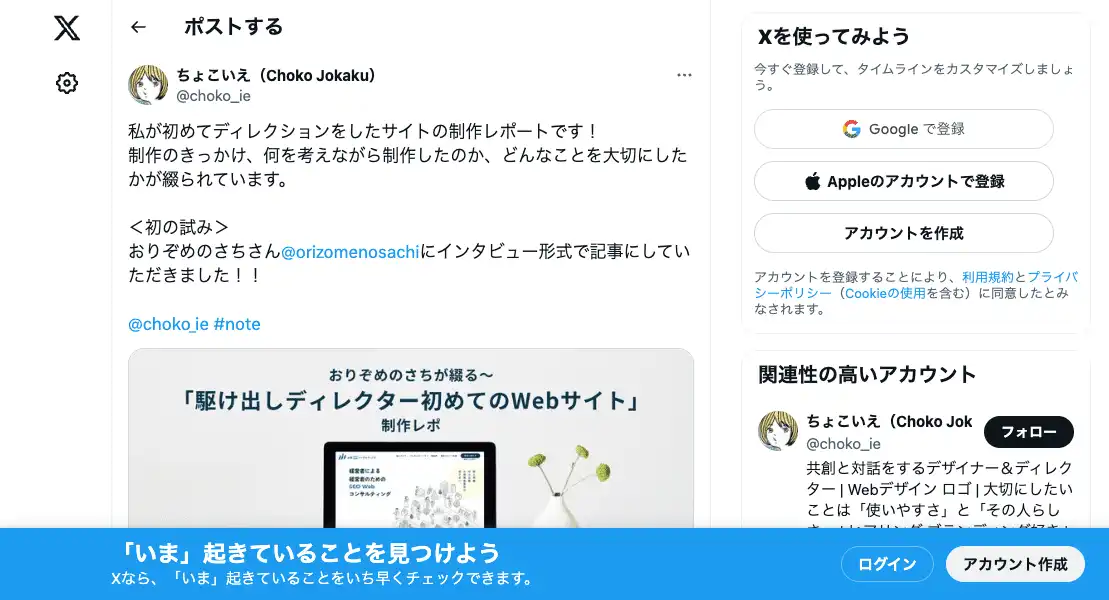 ポストする
ちょこいえ（Choko Jokaku）
@choko_ie
私が初めてディレクションをしたサイトの制作レポートです！
制作のきっかけ、何を考えながら制作したのか、どんなことを大切にした
かが綴られています。
＜初の試み＞
おりぞめのさちさん@orizomenosachiにインタビュー形式で記事にしてい
ただきました！！
@choko_ie #note
おりぞめのさちが綴る〜
「駆け出しディレクター初めてのWebサイト」
制作レポ
経営者による
経営者のための
SEO Web
コンサルティング
Xを使ってみよう
今すぐ登録して、タイムラインをカスタマイズしましょ
う。
Google で登録
Appleのアカウントで登録
アカウントを作成
アカウントを登録することにより、利用規約とプライバ
シーポリシー（Cookieの使用を含む）に同意したとみ
なされます。
関連性の高いアカウント
ちょこいえ（Choko Jok
@choko_ie
フォロー
共創と対話をするデザイナー＆ディレク
ター | Webデザイン ロゴ | 大切にしたい
ことは「使いやすさ」と「その人らし
「いま」起きていることを見つけよう
Xなら、「いま」起きていることをいち早くチェックできます。
ログイン
アカウント作成